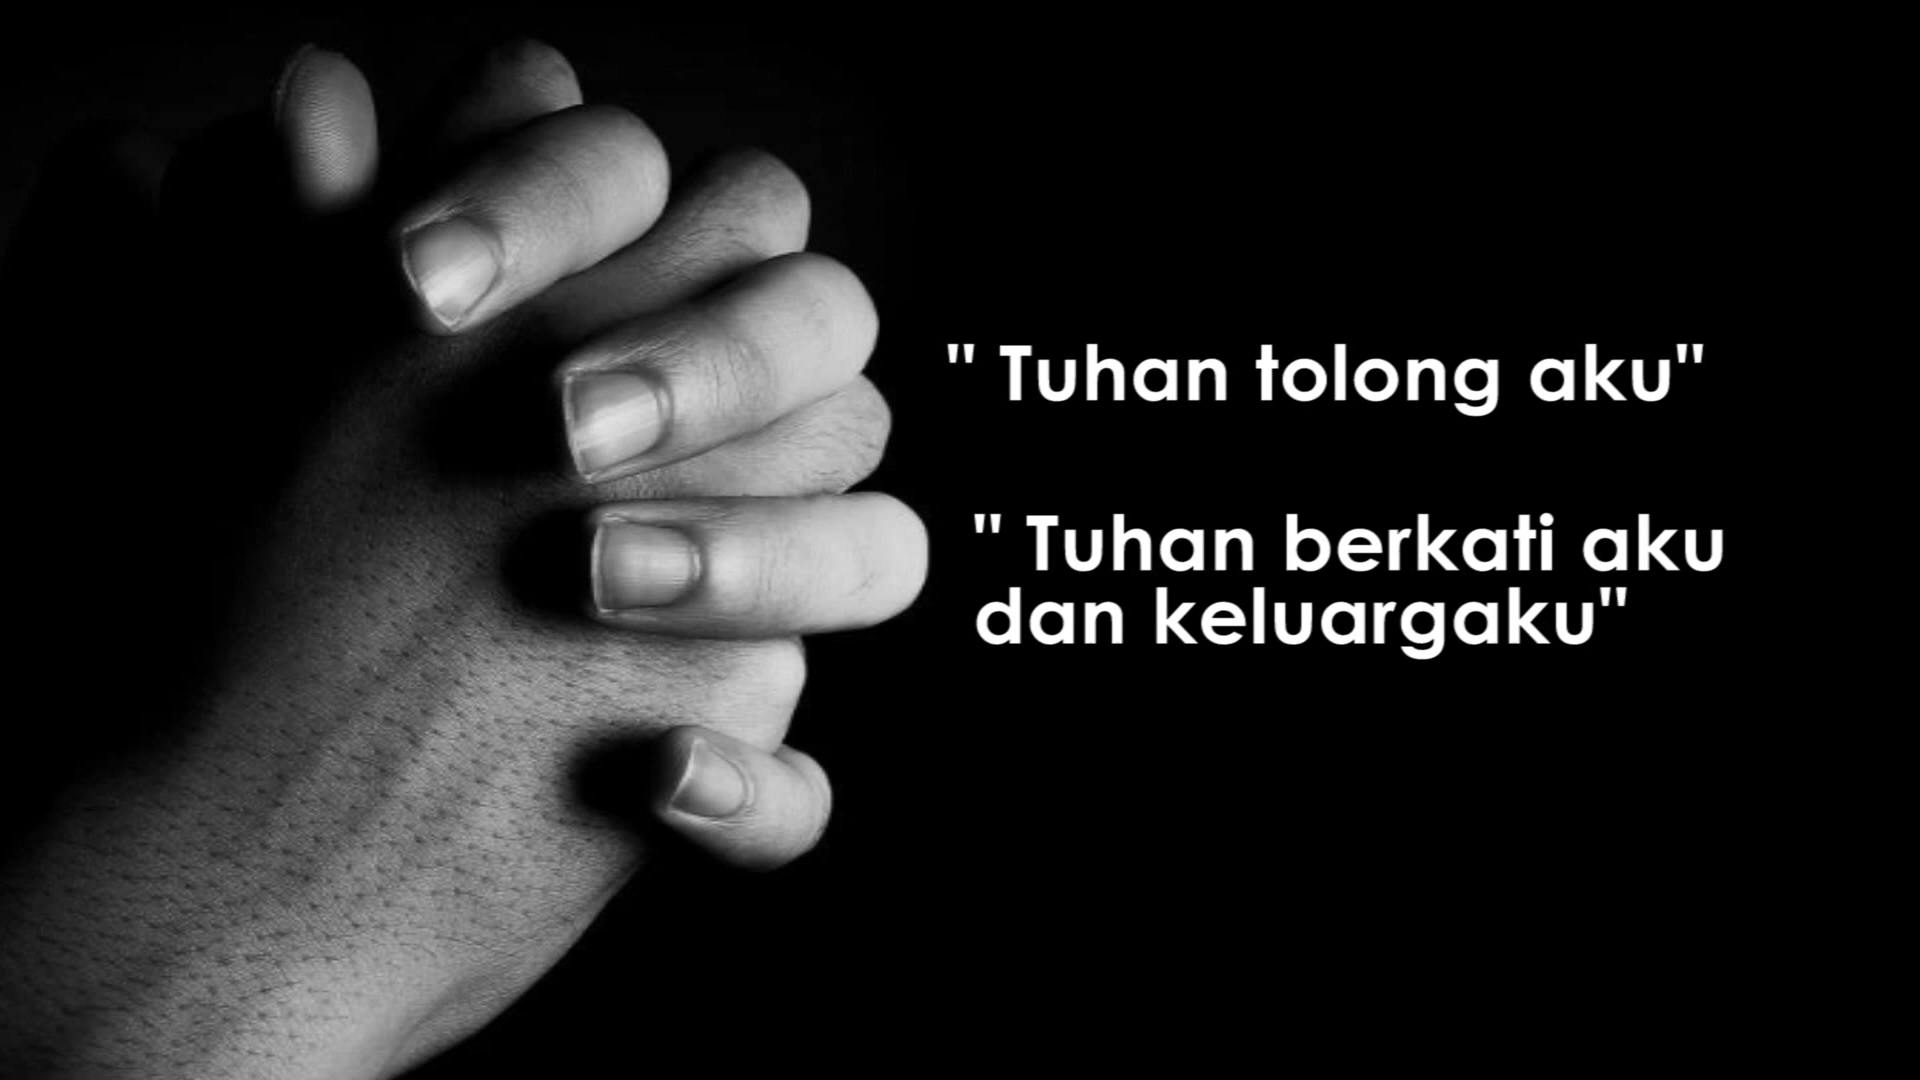 " Tuhan tolong aku"
" Tuhan berkati aku
dan keluargaku"